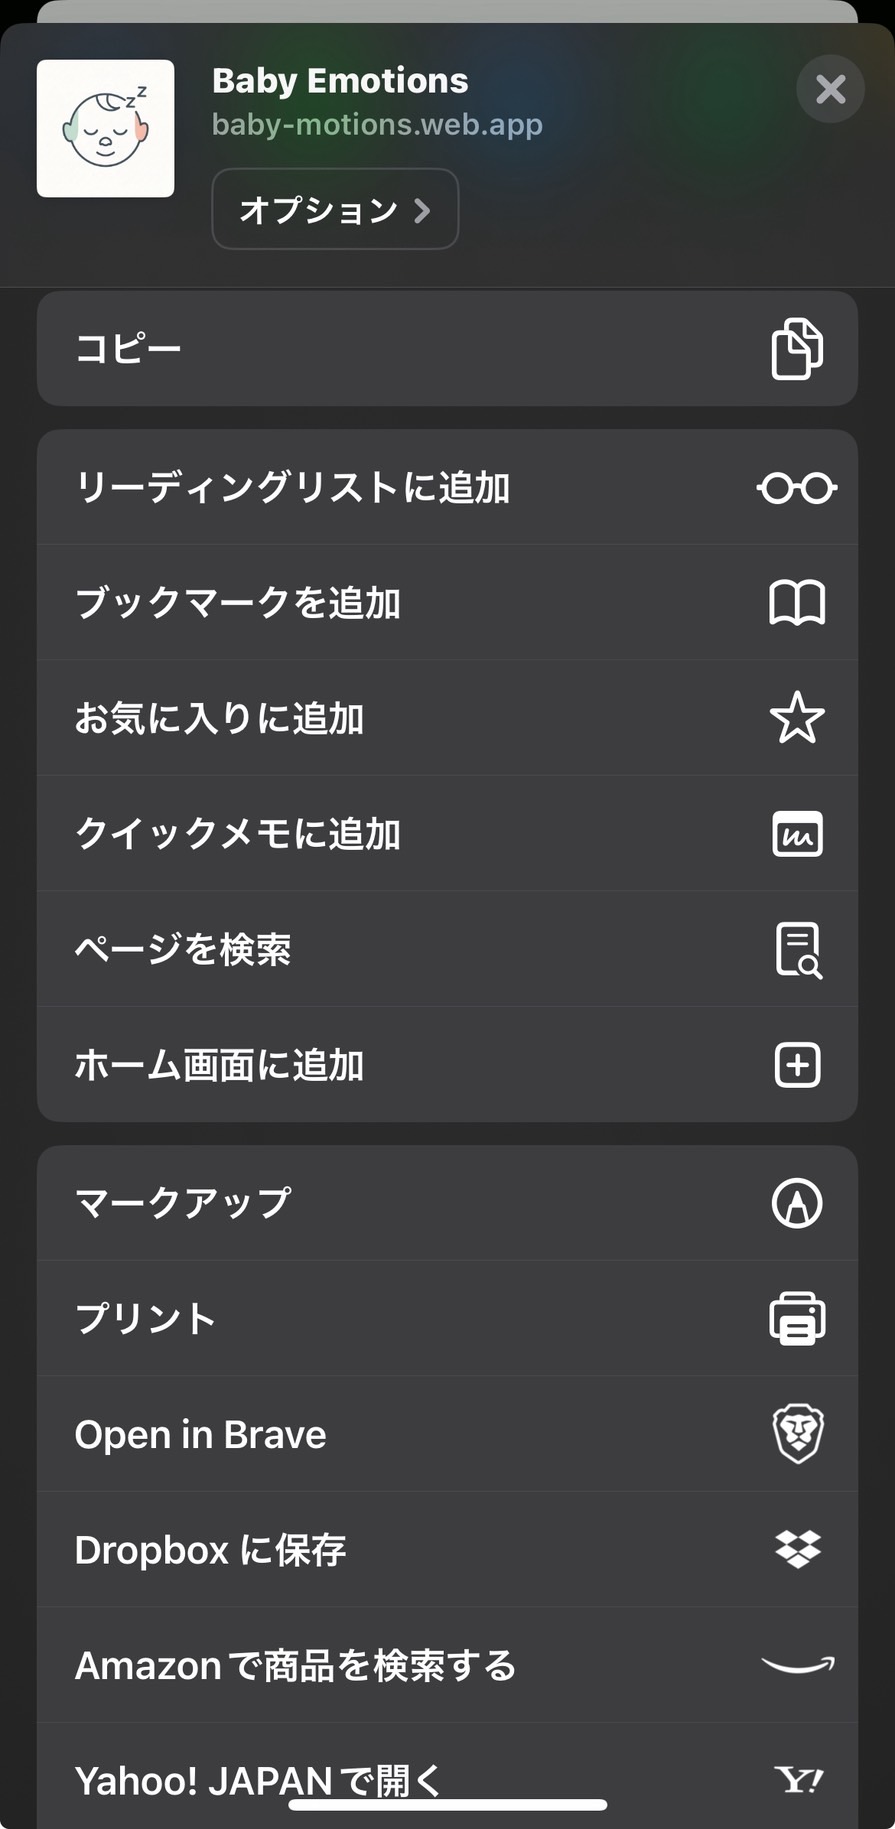 Baby Emotions
baby-motions.web.app
オプション
コピー
リーディングリストに追加
ブックマークを追加
お気に入りに追加
クイックメモに追加
ページを検索
ホーム画面に追加
マークアップ
プリント
Open in Brave
Dropbox に保存
Amazonで商品を検索する
Yahoo! JAPANで開く